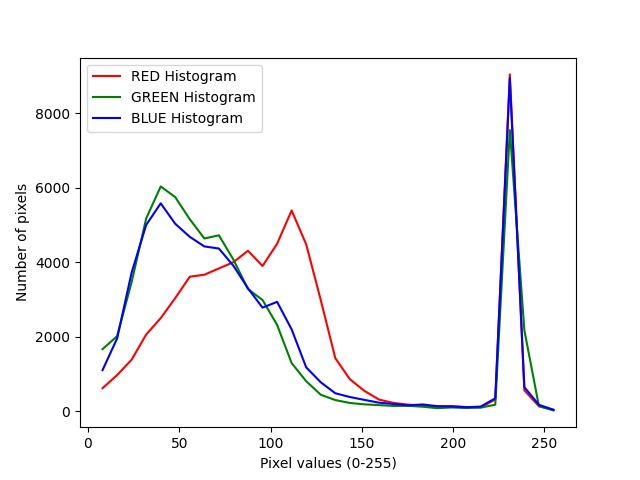 RED Histogram
GREEN Histogram
BLUE Histogram
8000
6000
4000
2000
0
Number of pixels
0 50 100 150 200 250
Pixel values (0-255)